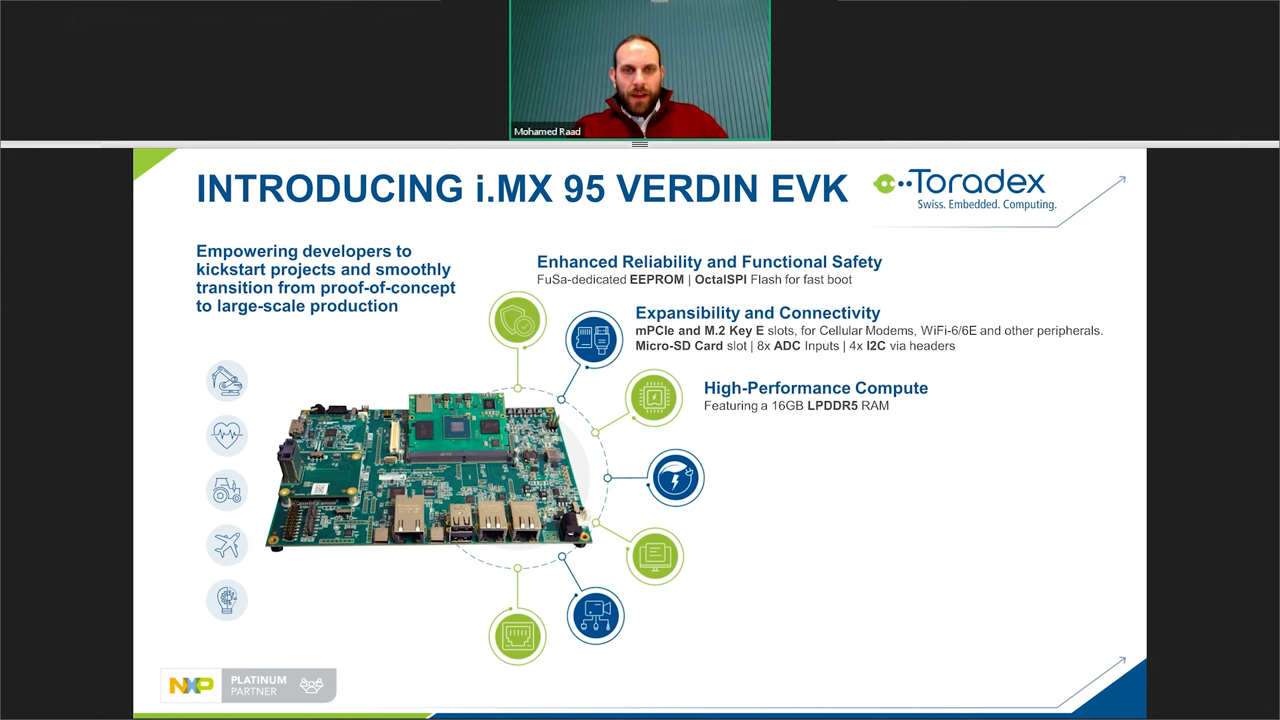 Mohamed Raad
INTRODUCING i.MX 95 VERDIN EVK
Toradex
Swiss. Embedded. Computing.
Empowering developers to
kickstart projects and smoothly
transition from proof-of-concept
to large-scale production
Enhanced Reliability and Functional Safety
FuSa-dedicated EEPROM | OctalSPI Flash for fast boot
Expansibility and Connectivity
mPCIe and M.2 Key E slots, for Cellular Modems, WiFi-6/6E and other peripherals.
Micro-SD Card slot | 8x ADC Inputs | 4x I2C via headers
High-Performance Compute
Featuring a 16GB LPDDR5 RAM
NXP
PLATINUM
PARTNER